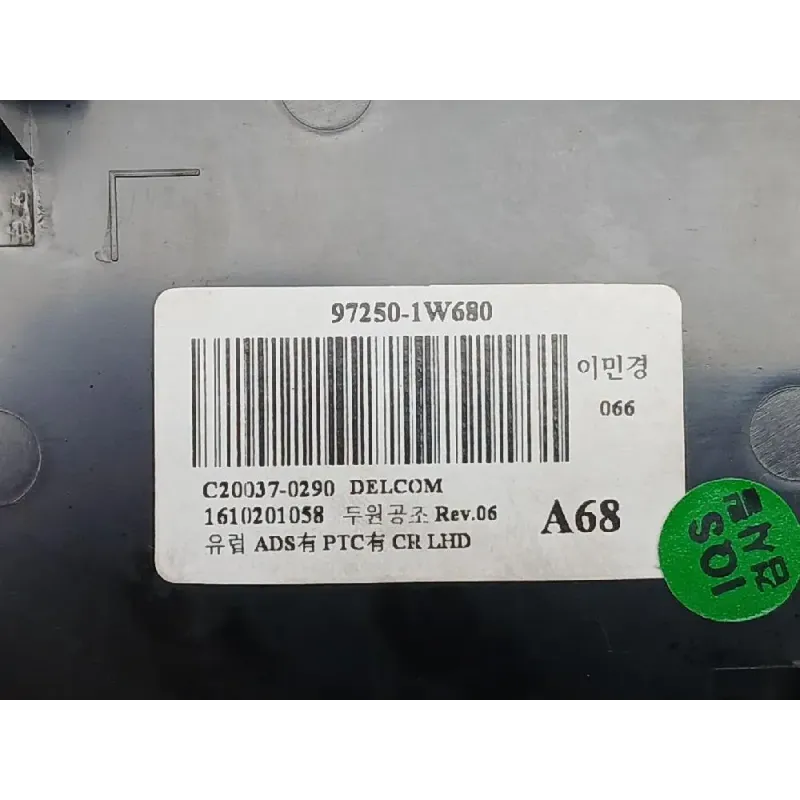 97250-1W680
이민경
066
C20037-0290 DELCOM
1610201058 두원공조 Rev.06
A68
유럽 ADS有 PTC有 CR LHD
SQI